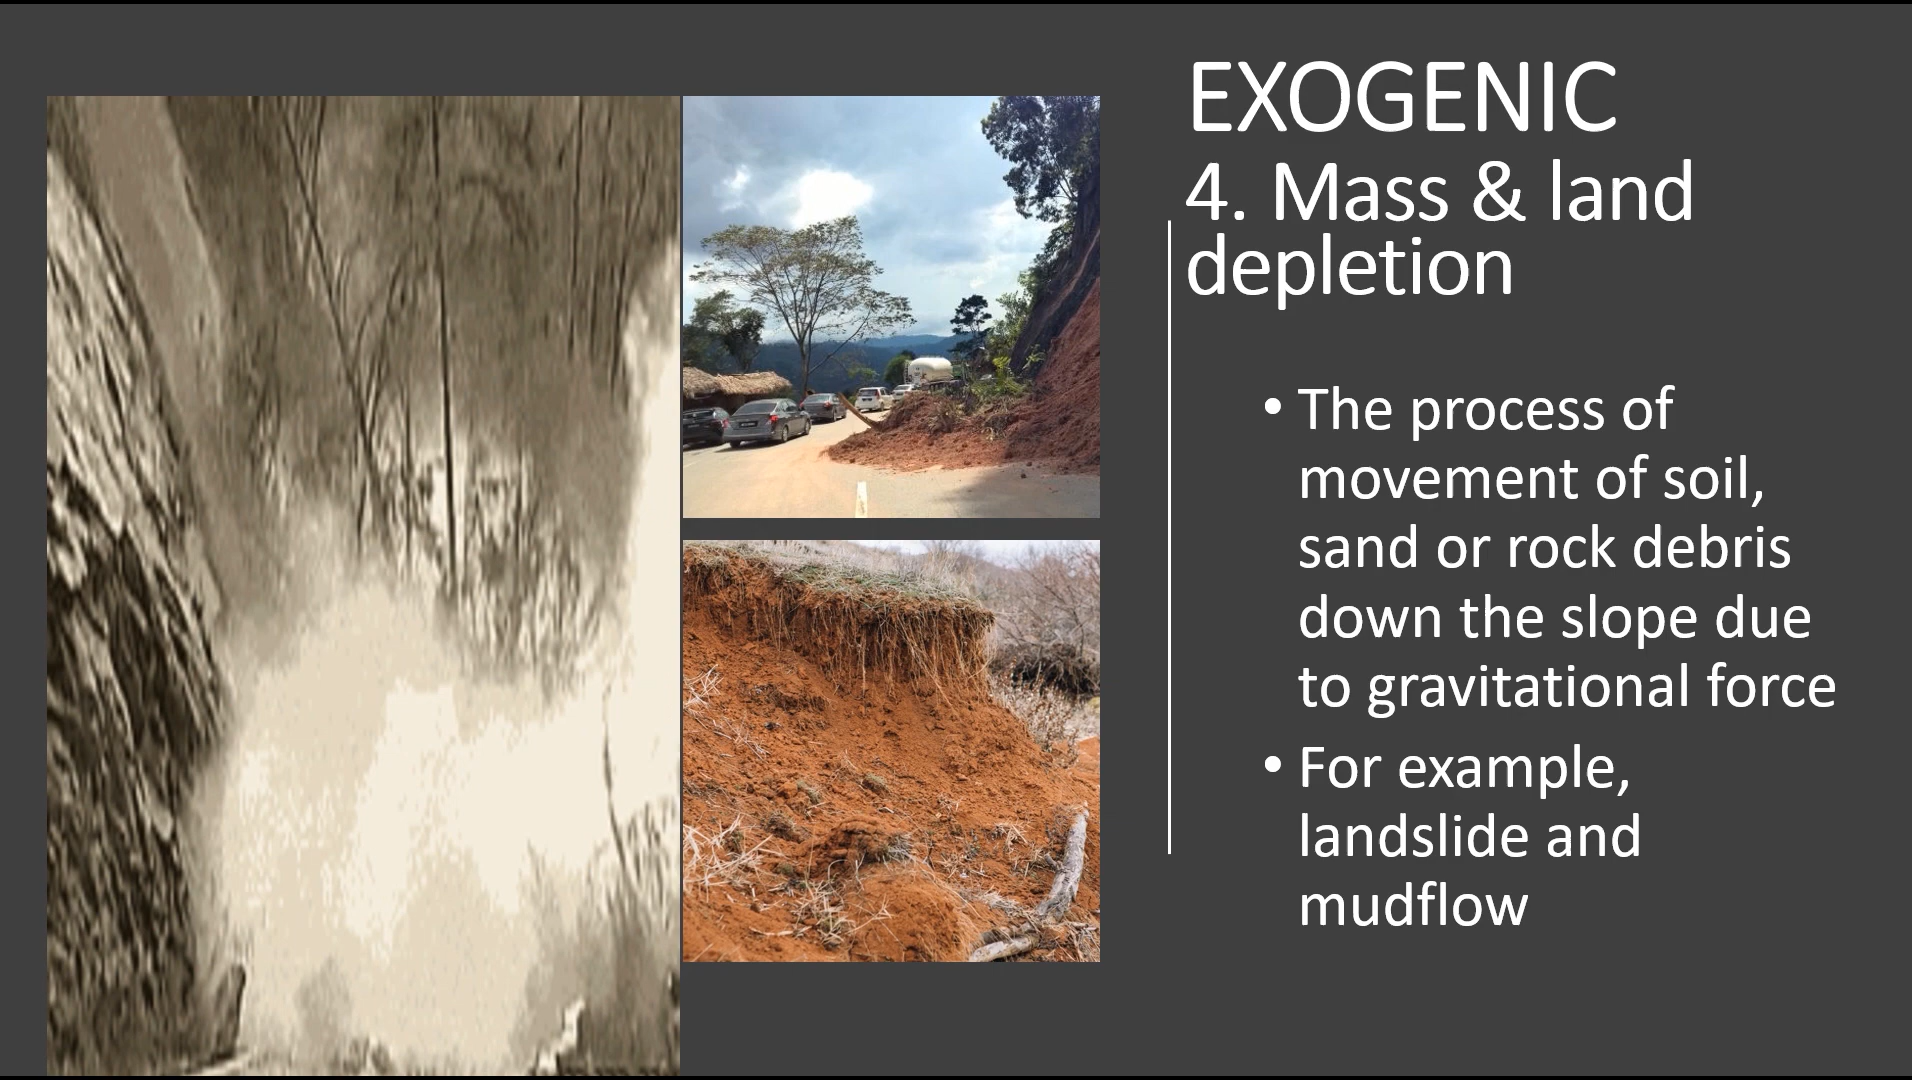 EXOGENIC
4. Mass & land
depletion
• The process of
movement of soil,
sand or rock debris
down the slope due
to gravitational force
• For example,
landslide and
mudflow